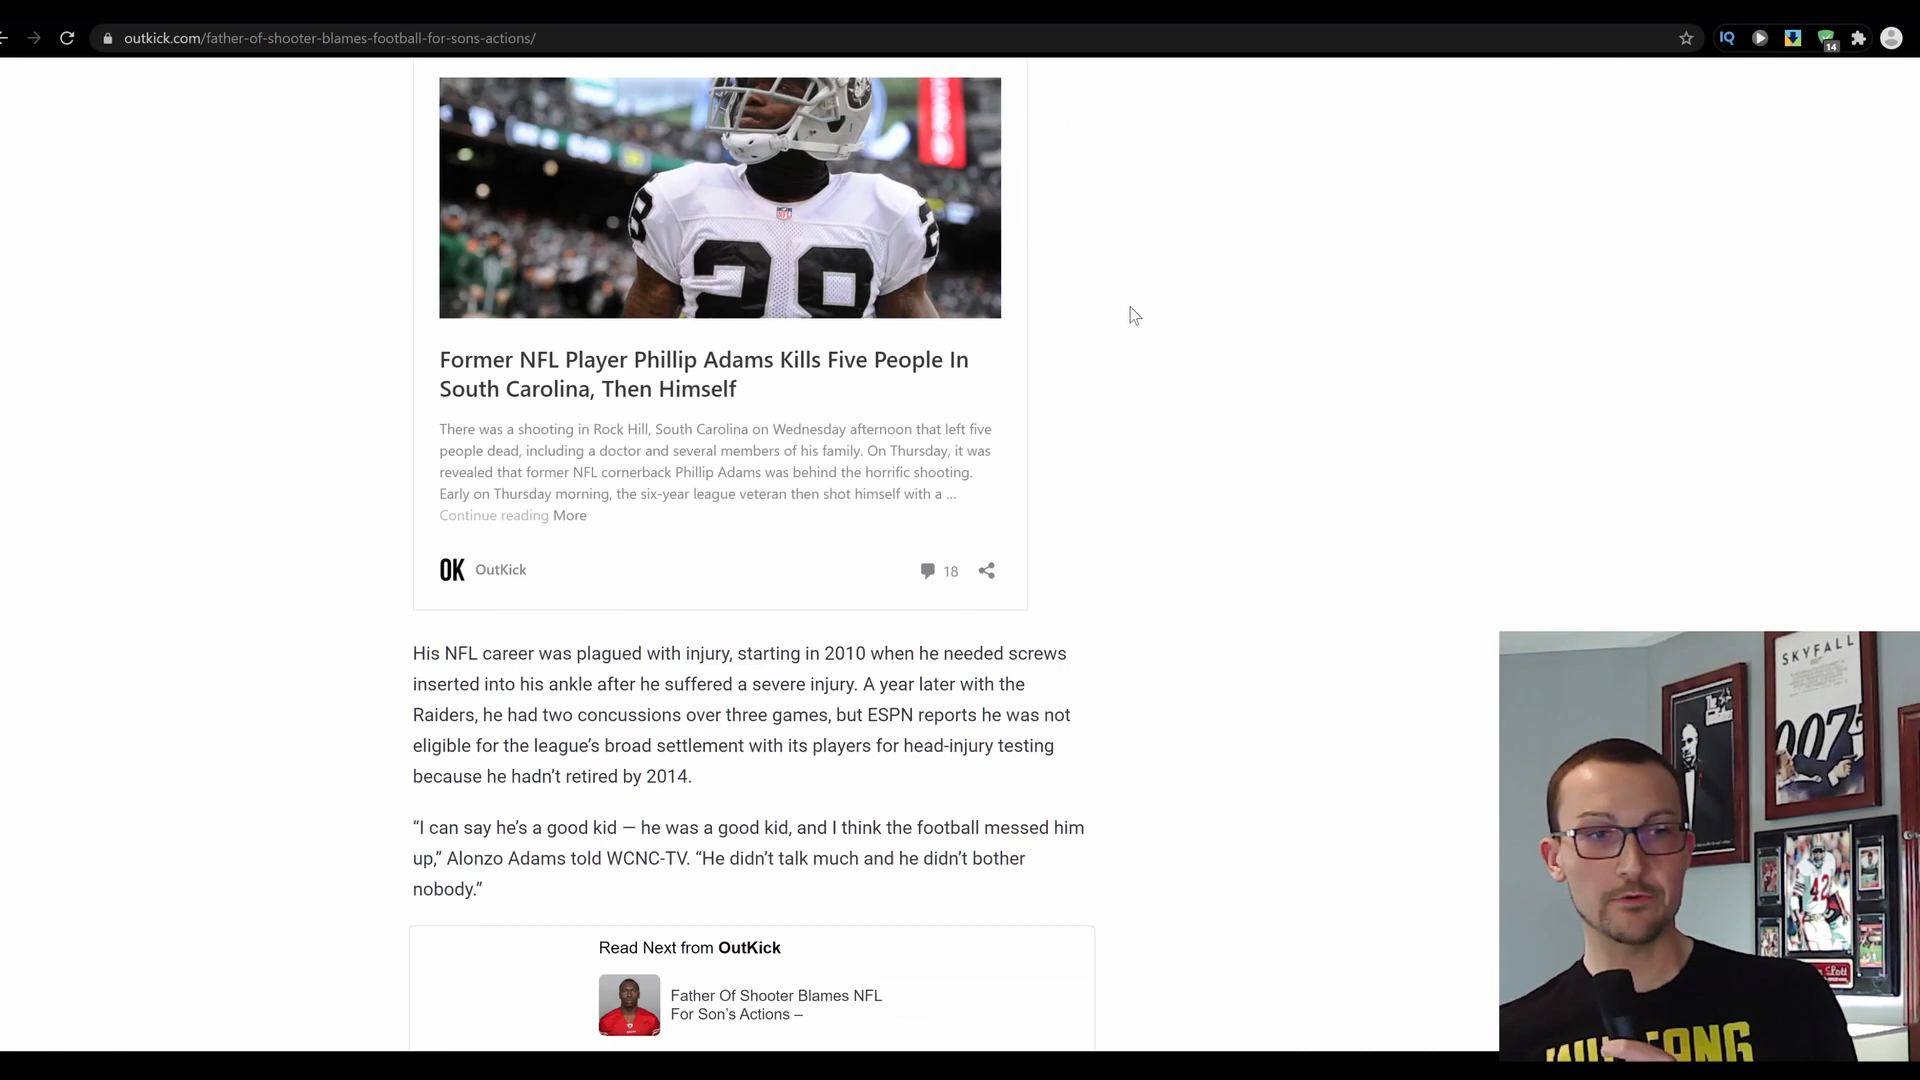 outkick.com/father-of-shooter-blames-football-for-sons-actions/
IQ
14
28
NFL
Former NFL Player Phillip Adams Kills Five People In
South Carolina, Then Himself
There was a shooting in Rock Hill, South Carolina on Wednesday afternoon that left five
people dead, including a doctor and several members of his family. On Thursday, it was
revealed that former NFL cornerback Phillip Adams was behind the horrific shooting.
Early on Thursday morning, the six-year league veteran then shot himself with a ...
Continue reading More
OK OutKick
18
His NFL career was plagued with injury, starting in 2010 when he needed screws
inserted into his ankle after he suffered a severe injury. A year later with the
Raiders, he had two concussions over three games, but ESPN reports he was not
eligible for the league’s broad settlement with its players for head-injury testing
because he hadn’t retired by 2014.
“I can say he’s a good kid — he was a good kid, and I think the football messed him
up,” Alonzo Adams told WCNC-TV. “He didn’t talk much and he didn’t bother
nobody.”
Read Next from OutKick
Father Of Shooter Blames NFL
For Son’s Actions –
SKYFALL
007
42